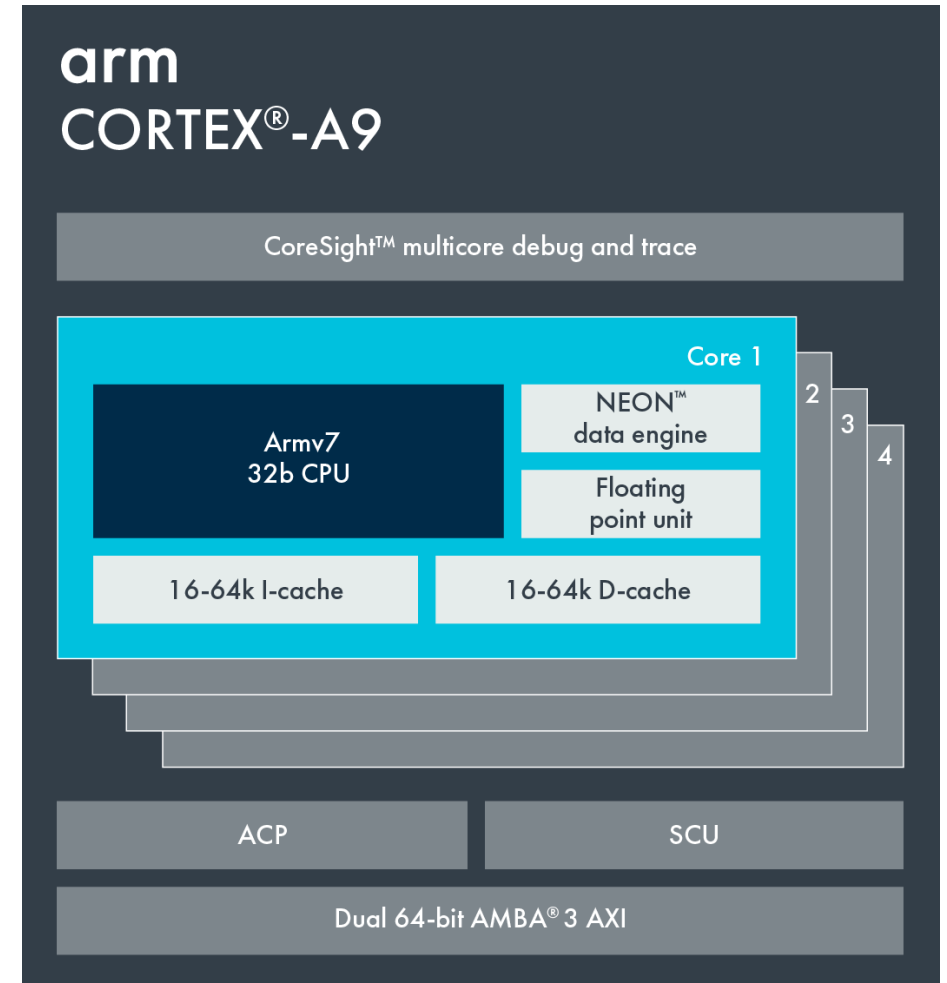 arm
CORTEX®-A9
CoreSight™ multicore debug and trace
Core 1
2
3
4
Armv7
32b CPU
NEON™
data engine
Floating
point unit
16-64k I-cache
16-64k D-cache
ACP
SCU
Dual 64-bit AMBA® 3 AXI